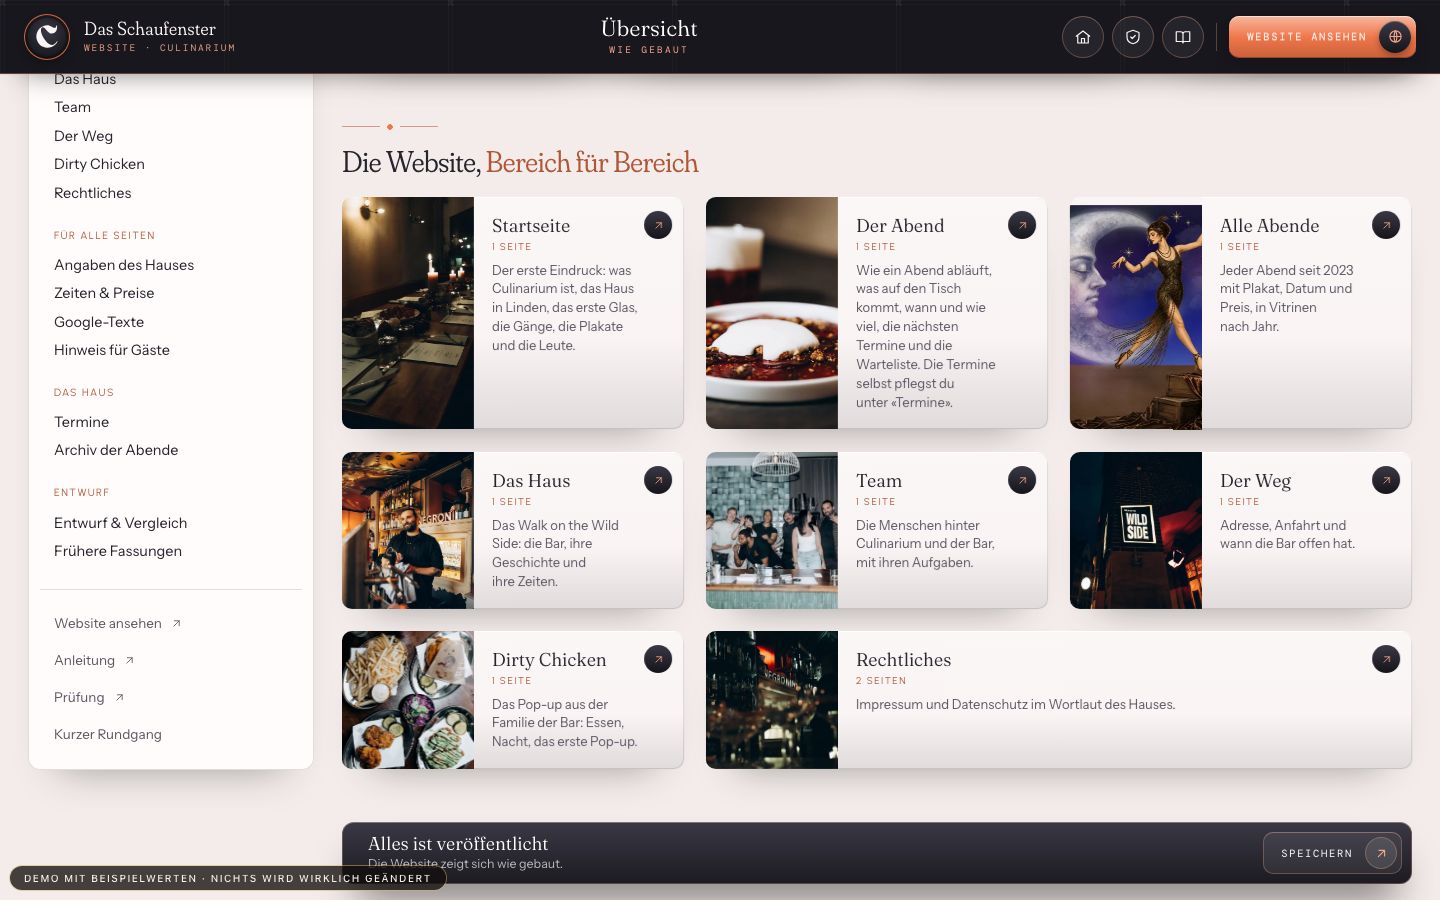 Das Schaufenster
WEBSITE · CULINARIUM
Übersicht
WIE GEBAUT
WEBSITE ANSEHEN
Das Haus
Team
Der Weg
Dirty Chicken
Rechtliches
FÜR ALLE SEITEN
Angaben des Hauses
Zeiten & Preise
Google-Texte
Hinweis für Gäste
DAS HAUS
Termine
Archiv der Abende
ENTWURF
Entwurf & Vergleich
Frühere Fassungen
Website ansehen
Anleitung
Prüfung
Kurzer Rundgang
Die Website, Bereich für Bereich
Startseite
1 SEITE
Der erste Eindruck: was
Culinarium ist, das Haus
in Linden, das erste Glas,
die Gänge, die Plakate
und die Leute.
Der Abend
1 SEITE
Wie ein Abend abläuft,
was auf den Tisch
kommt, wann und wie
viel, die nächsten
Termine und die
Warteliste. Die Termine
selbst pflegst du
unter «Termine».
Alle Abende
1 SEITE
Jeder Abend seit 2023
mit Plakat, Datum und
Preis, in Vitrinen
nach Jahr.
NEGRONI
Das Haus
1 SEITE
Das Walk on the Wild
Side: die Bar, ihre
Geschichte und
ihre Zeiten.
Team
1 SEITE
Die Menschen hinter
Culinarium und der Bar,
mit ihren Aufgaben.
WILD
SIDE
Der Weg
1 SEITE
Adresse, Anfahrt und
wann die Bar offen hat.
Dirty Chicken
1 SEITE
Das Pop-up aus der
Familie der Bar: Essen,
Nacht, das erste Pop-up.
NEGRONI
Rechtliches
2 SEITEN
Impressum und Datenschutz im Wortlaut des Hauses.
Alles ist veröffentlicht
Die Website zeigt sich wie gebaut.
SPEICHERN
DEMO MIT BEISPIELWERTEN · NICHTS WIRD WIRKLICH GEÄNDERT